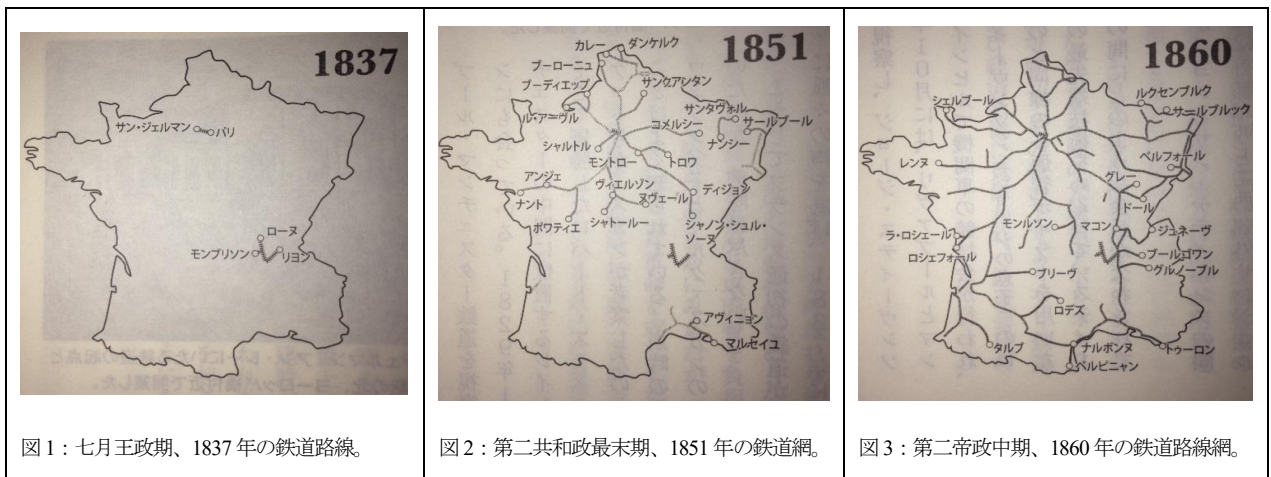 1837
サン・ジェルマン
パリ
ローヌ
モンブリソン
リヨン
図1：七月王政期、1837年の鉄道路線。
1851
カレー
ダンケルク
ブーローニュ
ブーディエップ
サンクアンタン
サンタヴォル
ル・アーヴル
コメルシー
サールブール
シャルトル
ナンシー
モントロー
トロワ
アンジェ
ヴィエルゾン
ディジョン
ナント
ヌヴェール
ポワティエ
シャトールー
シャノン・シュル・
ソーヌ
アヴィニョン
マルセイユ
図2：第二共和政最末期、1851年の鉄道網。
1860
ルクセンブルク
シェルブール
サールブルック
レンヌ
ベルフォール
グレー
ドール
モンルソン
マコン
ジュネーヴ
ラ・ロシェール
ロシェフォール
ブールゴワン
グルノーブル
ブリーヴ
ロデズ
タルブ
ナルボンヌ
トゥーロン
ペルピニャン
図3：第二帝政中期、1860年の鉄道路線網。